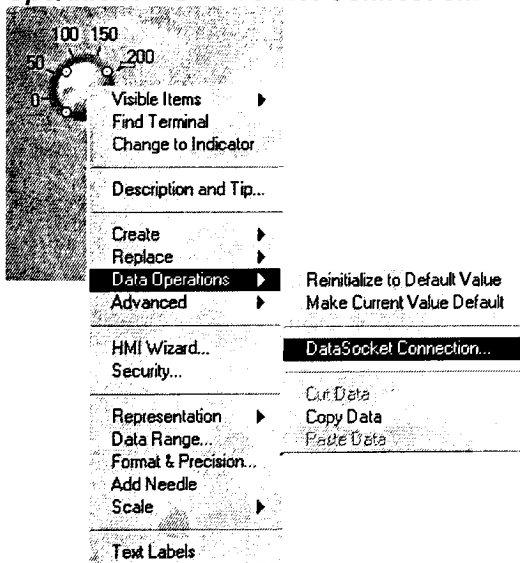 100 150
50 200
0
Visible Items
Find Terminal
Change to Indicator
Description and Tip...
Create
Replace
Data Operations
Advanced
HMI Wizard...
Security...
Representation
Data Range...
Format & Precision...
Add Needle
Scale
Text Labels
Reinitialize to Default Value
Make Current Value Default
DataSocket Connection...
Cut Data
Copy Data
Paste Data